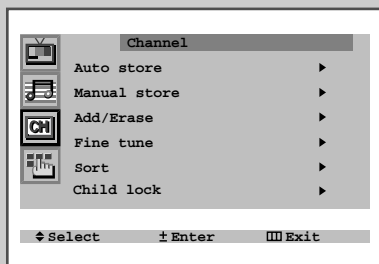 Channel
Auto store
Manual store
Add/Erase
CH
Fine tune
Sort
Child lock
Select ± Enter Exit